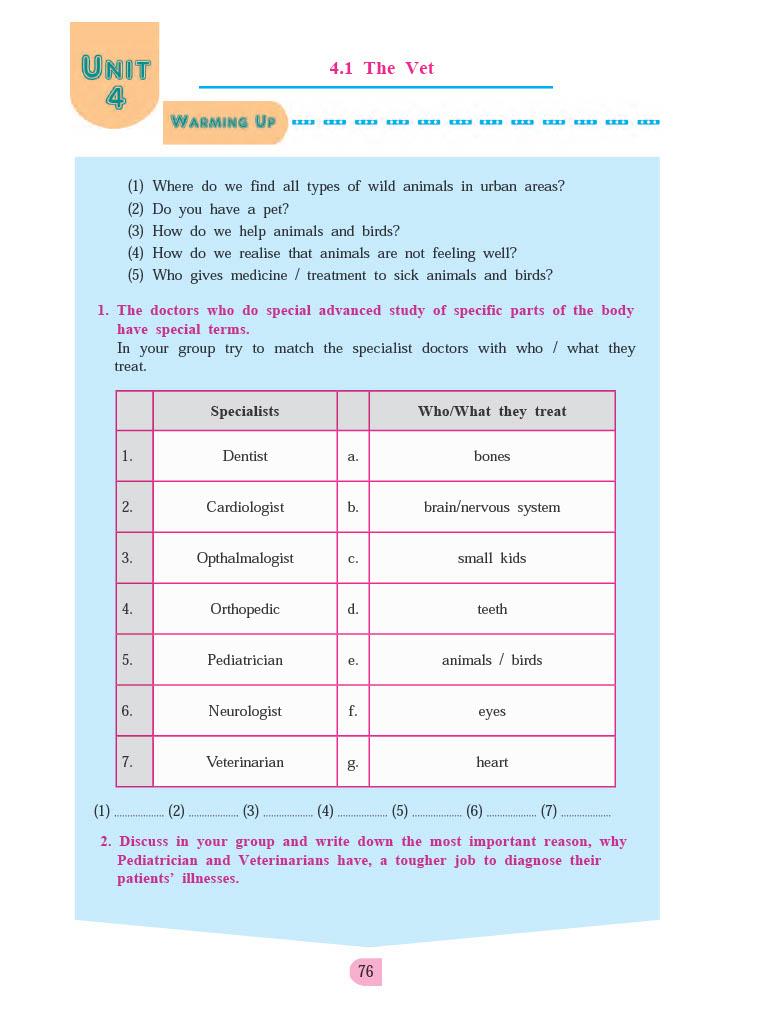 UNIT
4
4.1 The Vet
WARMING UP
(1) Where do we find all types of wild animals in urban areas?
(2) Do you have a pet?
(3) How do we help animals and birds?
(4) How do we realise that animals are not feeling well?
(5) Who gives medicine / treatment to sick animals and birds?
1. The doctors who do special advanced study of specific parts of the body
have special terms.
In your group try to match the specialist doctors with who / what they
treat.
Specialists Who/What they treat
1. Dentist a. bones
2. Cardiologist b. brain/nervous system
3. Opthalmalogist c. small kids
4. Orthopedic d. teeth
5. Pediatrician e. animals / birds
6. Neurologist f. eyes
7. Veterinarian g. heart
(1) .................. (2) .................. (3) .................. (4) .................. (5) .................. (6) .................. (7) ..................
2. Discuss in your group and write down the most important reason, why
Pediatrician and Veterinarians have, a tougher job to diagnose their
patients’ illnesses.
76